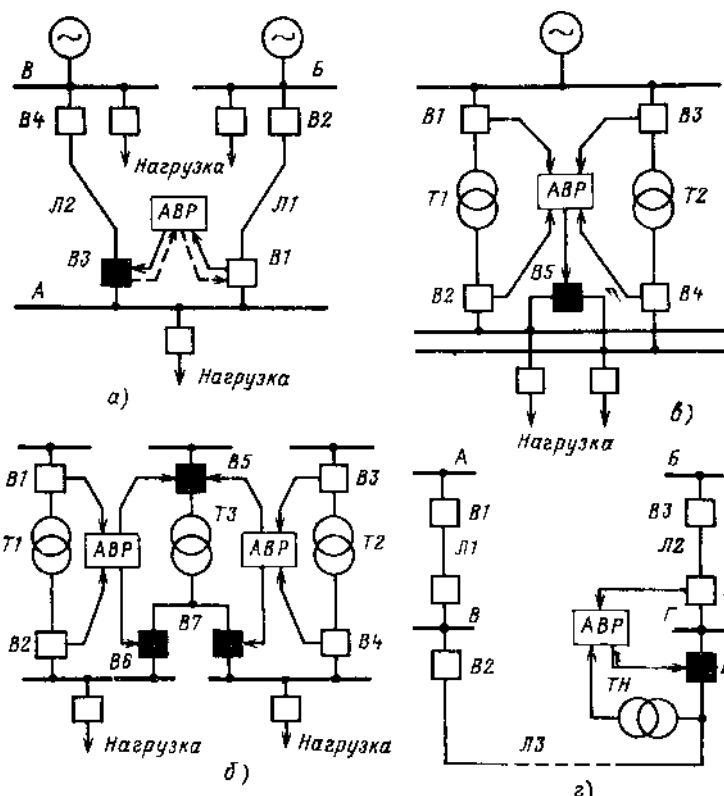 В
Б
В4
В2
Нагрузка
Л2
АВР
Л1
В3
В1
А
Нагрузка
а)
В1
В3
Т1
АВР
Т2
В2
В5
В4
Нагрузка
в)
В1
В5
В3
Т1
АВР
Т3
АВР
Т2
В2
В6
В7
В4
Нагрузка
Нагрузка
б)
А
Б
В1
В3
Л1
Л2
В
АВР
Г
В2
ТН
Л3
г)